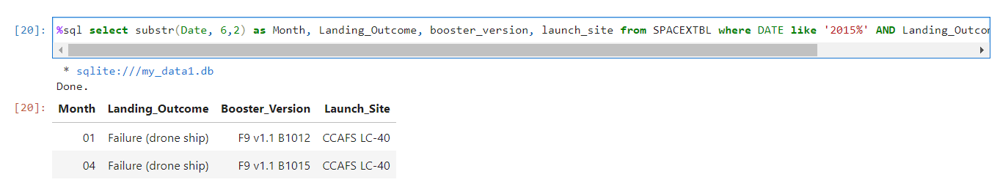 [20]: %sql select substr(Date, 6,2) as Month, Landing_Outcome, booster_version, launch_site from SPACEXTBL where DATE like '2015%' AND
* sqlite:///my_data1.db
Done.
[20]: Month Landing_Outcome Booster_Version Launch_Site
01 Failure (drone ship) F9 v1.1 B1012 CCAFS LC-40
04 Failure (drone ship) F9 v1.1 B1015 CCAFS LC-40